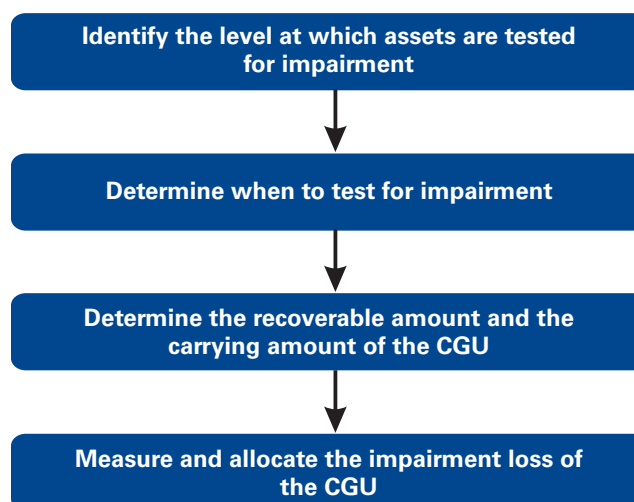 Identify the level at which assets are tested
for impairment
Determine when to test for impairment
Determine the recoverable amount and the
carrying amount of the CGU
Measure and allocate the impairment loss of
the CGU